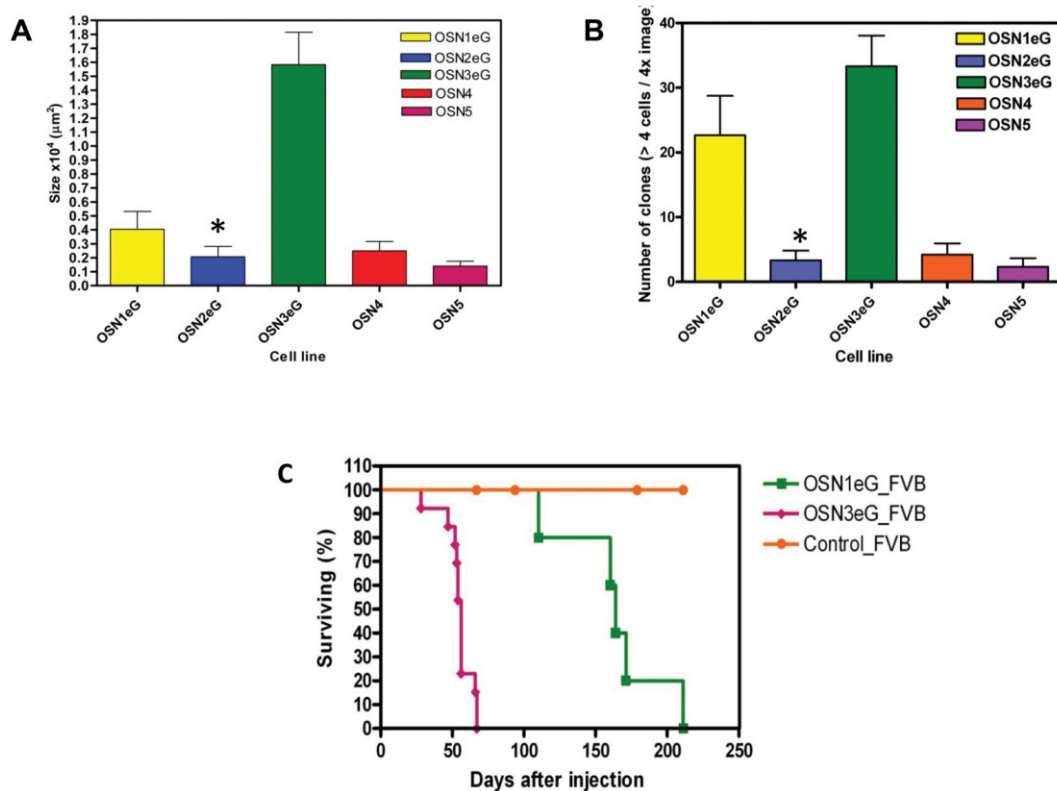 A
1.9
1.8
1.7
1.6
1.5
1.4
1.3
1.2
1.1
1.0
0.9
0.8
0.7
0.6
0.5
0.4
0.3
0.2
0.1
0.0
Size x10⁴ (μm²)
OSN1eG
OSN2eG
OSN3eG
OSN4
OSN5
*
OSN1eG
OSN2eG
OSN3eG
OSN4
OSN5
Cell line
B
40
30
20
10
0
Number of clones (> 4 cells / 4x image)
OSN1eG
OSN2eG
OSN3eG
OSN4
OSN5
*
OSN1eG
OSN2eG
OSN3eG
OSN4
OSN5
Cell line
C
110
100
90
80
70
60
50
40
30
20
10
0
Surviving (%)
0 50 100 150 200 250
Days after injection
OSN1eG_FVB
OSN3eG_FVB
Control_FVB